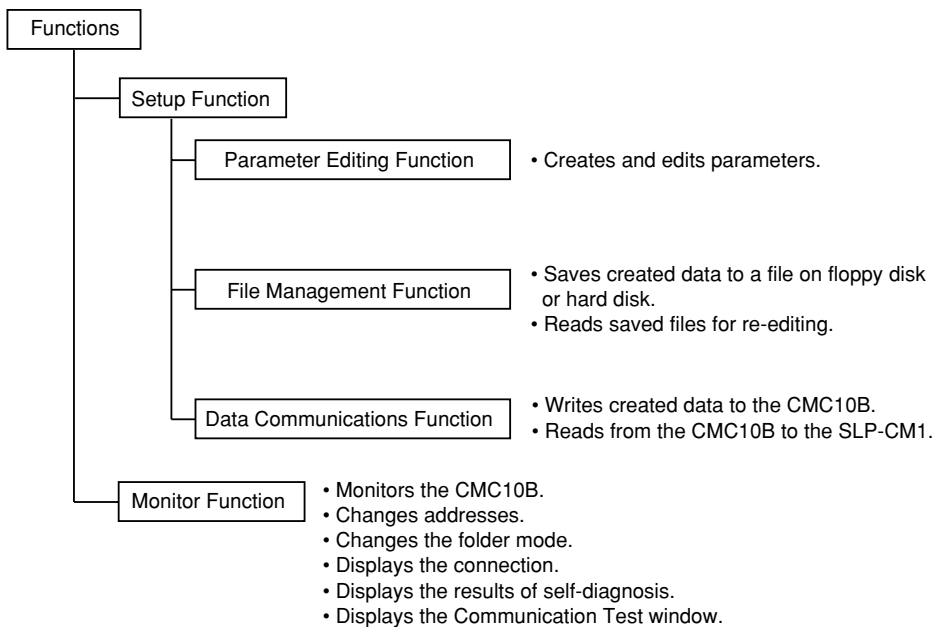 Functions
Setup Function
Parameter Editing Function
• Creates and edits parameters.
File Management Function
• Saves created data to a file on floppy disk
or hard disk.
• Reads saved files for re-editing.
Data Communications Function
• Writes created data to the CMC10B.
• Reads from the CMC10B to the SLP-CM1.
Monitor Function
• Monitors the CMC10B.
• Changes addresses.
• Changes the folder mode.
• Displays the connection.
• Displays the results of self-diagnosis.
• Displays the Communication Test window.